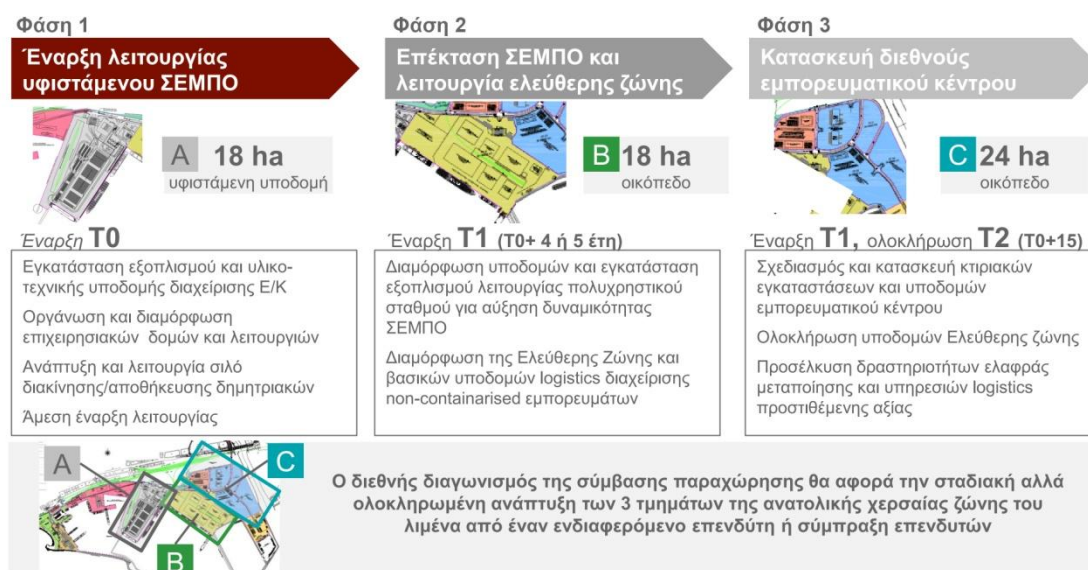 Φάση 1
Έναρξη λειτουργίας
υφιστάμενου ΣΕΜΠΟ
A
18 ha
υφιστάμενη υποδομή
Έναρξη T0
Εγκατάσταση εξοπλισμού και υλικο-
τεχνικής υποδομής διαχείρισης Ε/Κ
Οργάνωση και διαμόρφωση
επιχειρησιακών δομών και λειτουργιών
Ανάπτυξη και λειτουργία σιλό
διακίνησης/αποθήκευσης δημητριακών
Άμεση έναρξη λειτουργίας
Φάση 2
Επέκταση ΣΕΜΠΟ και
λειτουργία ελεύθερης ζώνης
B
18 ha
οικόπεδο
Έναρξη T1 (T0+ 4 ή 5 έτη)
Διαμόρφωση υποδομών και εγκατάσταση
εξοπλισμού λειτουργίας πολυχρηστικού
σταθμού για αύξηση δυναμικότητας
ΣΕΜΠΟ
Διαμόρφωση της Ελεύθερης Ζώνης και
βασικών υποδομών logistics διαχείρισης
non-containarised εμπορευμάτων
Φάση 3
Κατασκευή διεθνούς
εμπορευματικού κέντρου
C
24 ha
οικόπεδο
Έναρξη T1, ολοκλήρωση T2 (T0+15)
Σχεδιασμός και κατασκευή κτιριακών
εγκαταστάσεων και υποδομών
εμπορευματικού κέντρου
Ολοκλήρωση υποδομών Ελεύθερης ζώνης
Προσέλκυση δραστηριοτήτων ελαφράς
μεταποίησης και υπηρεσιών logistics
προστιθέμενης αξίας
A
B
C
Ο διεθνής διαγωνισμός της σύμβασης παραχώρησης θα αφορά την σταδιακή αλλά
ολοκληρωμένη ανάπτυξη των 3 τμημάτων της ανατολικής χερσαίας ζώνης του
λιμένα από έναν ενδιαφερόμενο επενδύτη ή σύμπραξη επενδυτών